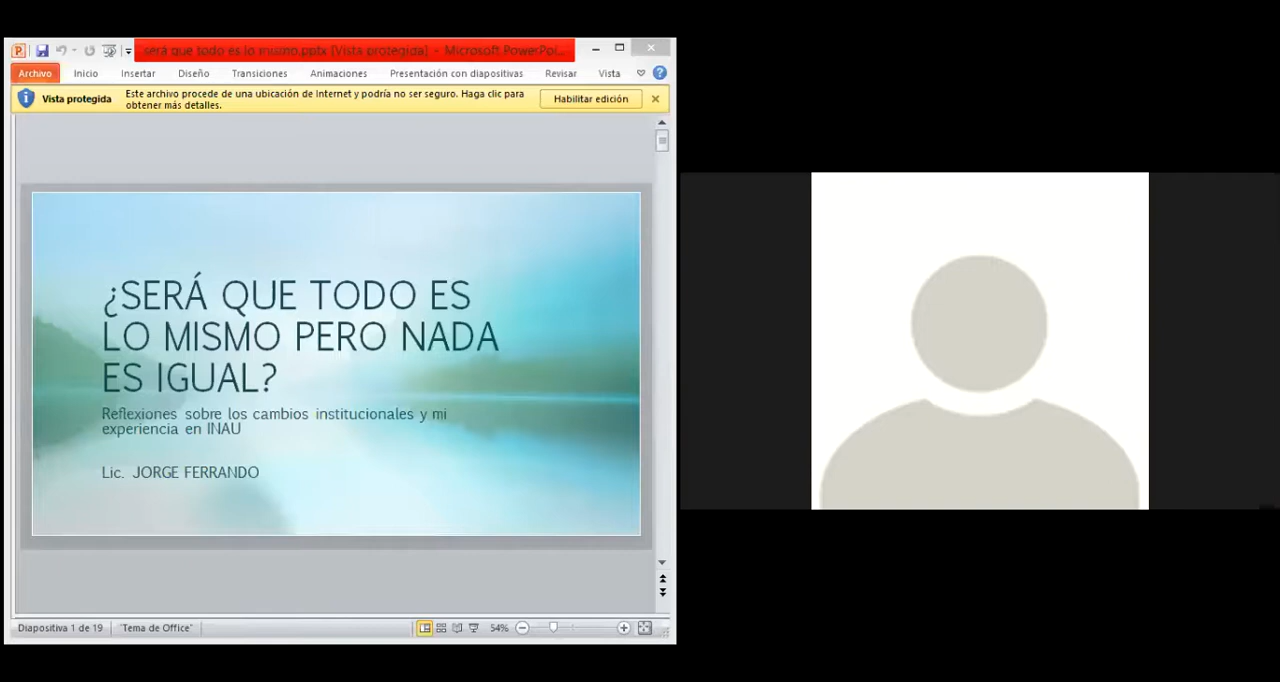 será que todo es lo mismo.pptx [Vista protegida] - Microsoft PowerPoi...
Archivo Inicio Insertar Diseño Transiciones Animaciones Presentación con diapositivas Revisar Vista
Vista protegida Este archivo procede de una ubicación de Internet y podría no ser seguro. Haga clic para Habilitar edición
obtener más detalles.
¿SERÁ QUE TODO ES
LO MISMO PERO NADA
ES IGUAL?
Reflexiones sobre los cambios institucionales y mi
experiencia en INAU
Lic. JORGE FERRANDO
Diapositiva 1 de 19 "Tema de Office" 54%